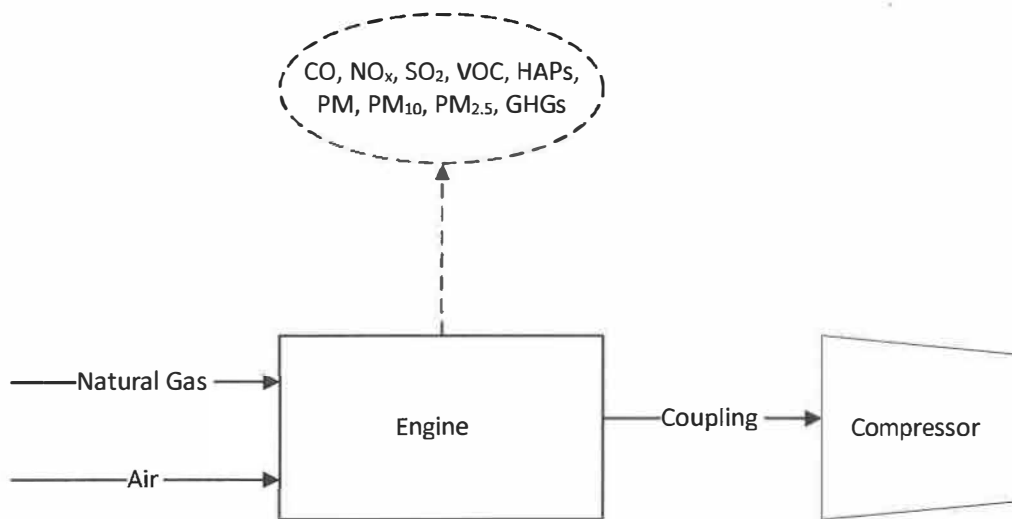 CO, NOₓ, SO₂, VOC, HAPs,
PM, PM₁₀, PM₂.₅, GHGs
Natural Gas
Engine
Coupling
Compressor
Air